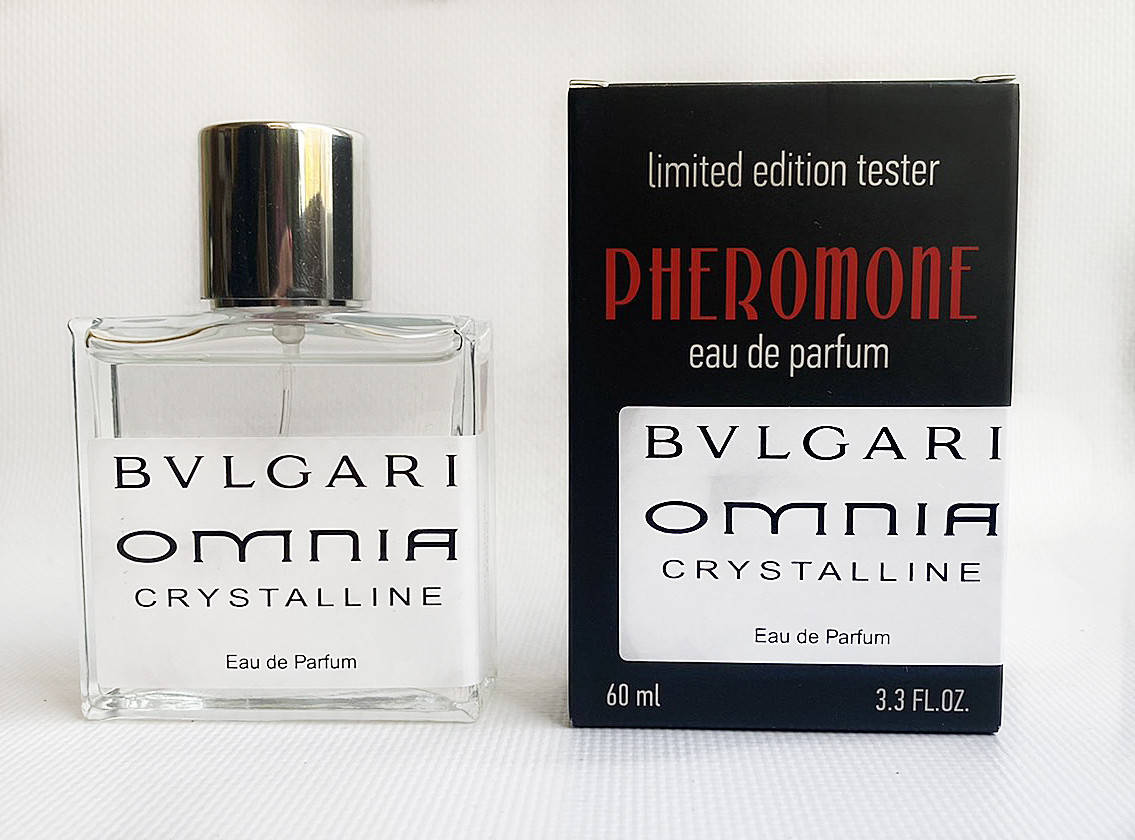 BVLGARI
OMNIA
CRYSTALLINE
Eau de Parfum
limited edition tester
PHEROMONE
eau de parfum
BVLGARI
OMNIA
CRYSTALLINE
Eau de Parfum
60 ml 3.3 FL.OZ.